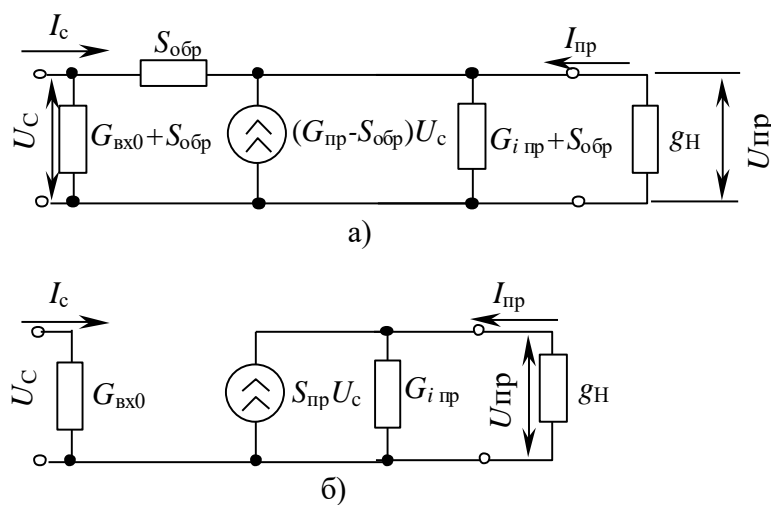 I_с
S_обр
I_пр
U_С
G_вх0+S_обр
(G_пр-S_обр)U_с
G_i пр+S_обр
g_Н
U_пр
а)
I_с
I_пр
U_С
G_вх0
S_пр U_с
G_i пр
U_пр
g_Н
б)